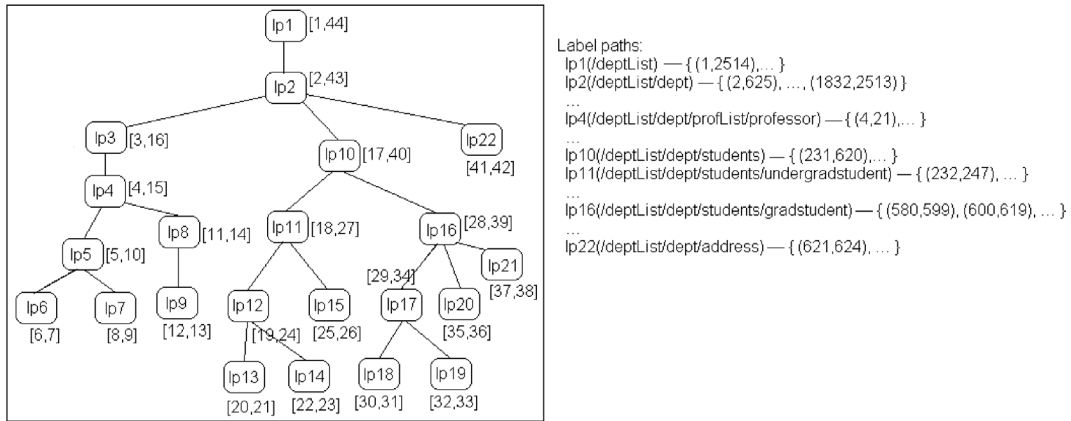 lp1 [1,44]
lp2 [2,43]
lp3 [3,16]
lp10 [17,40]
lp22
[41,42]
lp4 [4,15]
lp5 [5,10]
lp8 [11,14]
lp11 [18,27]
lp16 [28,39]
lp21
[37,38]
lp6
[6,7]
lp7
[8,9]
lp9
[12,13]
lp12
[19,24]
lp15
[25,26]
[29,34]
lp17
lp20
[35,36]
lp13
[20,21]
lp14
[22,23]
lp18
[30,31]
lp19
[32,33]
Label paths:
lp1(/deptList) — { (1,2514),... }
lp2(/deptList/dept) — { (2,625), ..., (1832,2513) }
...
lp4(/deptList/dept/profList/professor) — { (4,21),... }
...
lp10(/deptList/dept/students) — { (231,620),... }
lp11(/deptList/dept/students/undergradstudent) — { (232,247), ... }
...
lp16(/deptList/dept/students/gradstudent) — { (580,599), (600,619), ... }
...
lp22(/deptList/dept/address) — { (621,624), ... }